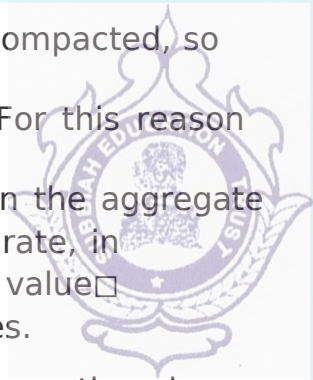 ompacted, so
For this reason
n the aggregate
rate, in
value□
es.